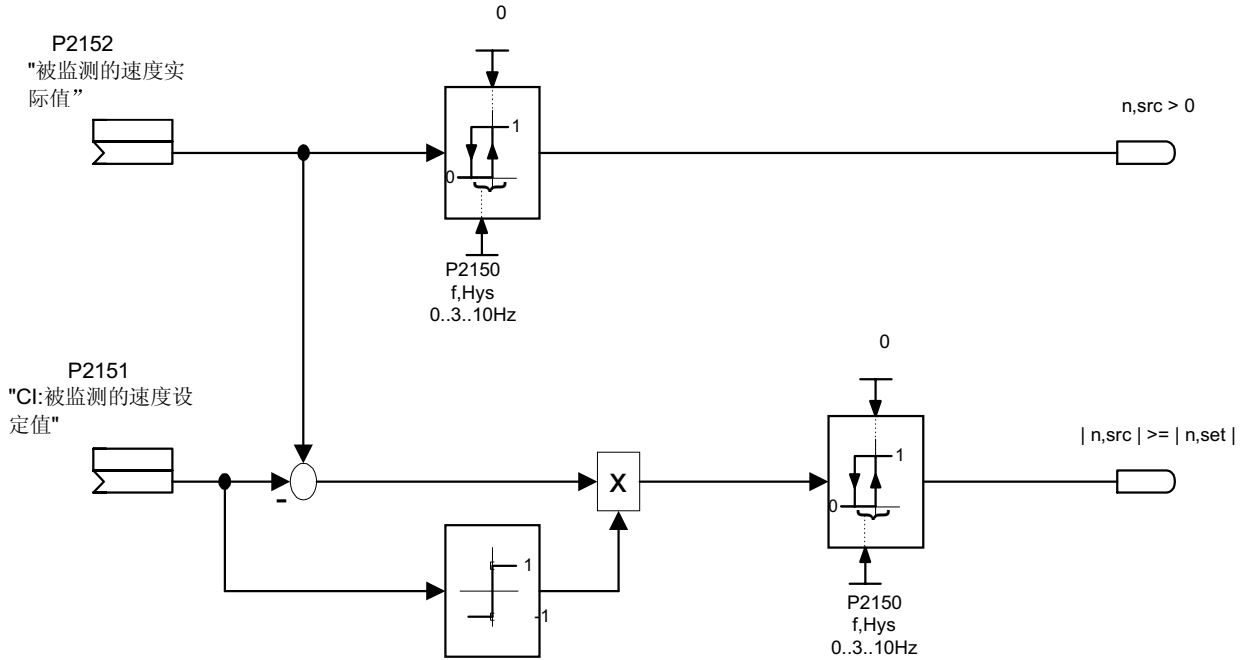 0
P2152
"被监测的速度实
际值”
n,src > 0
1
0
P2150
f,Hys
0..3..10Hz
0
P2151
"CI:被监测的速度设
定值"
| n,src | >= | n,set |
1
-
X
0
1
-1
P2150
f,Hys
0..3..10Hz